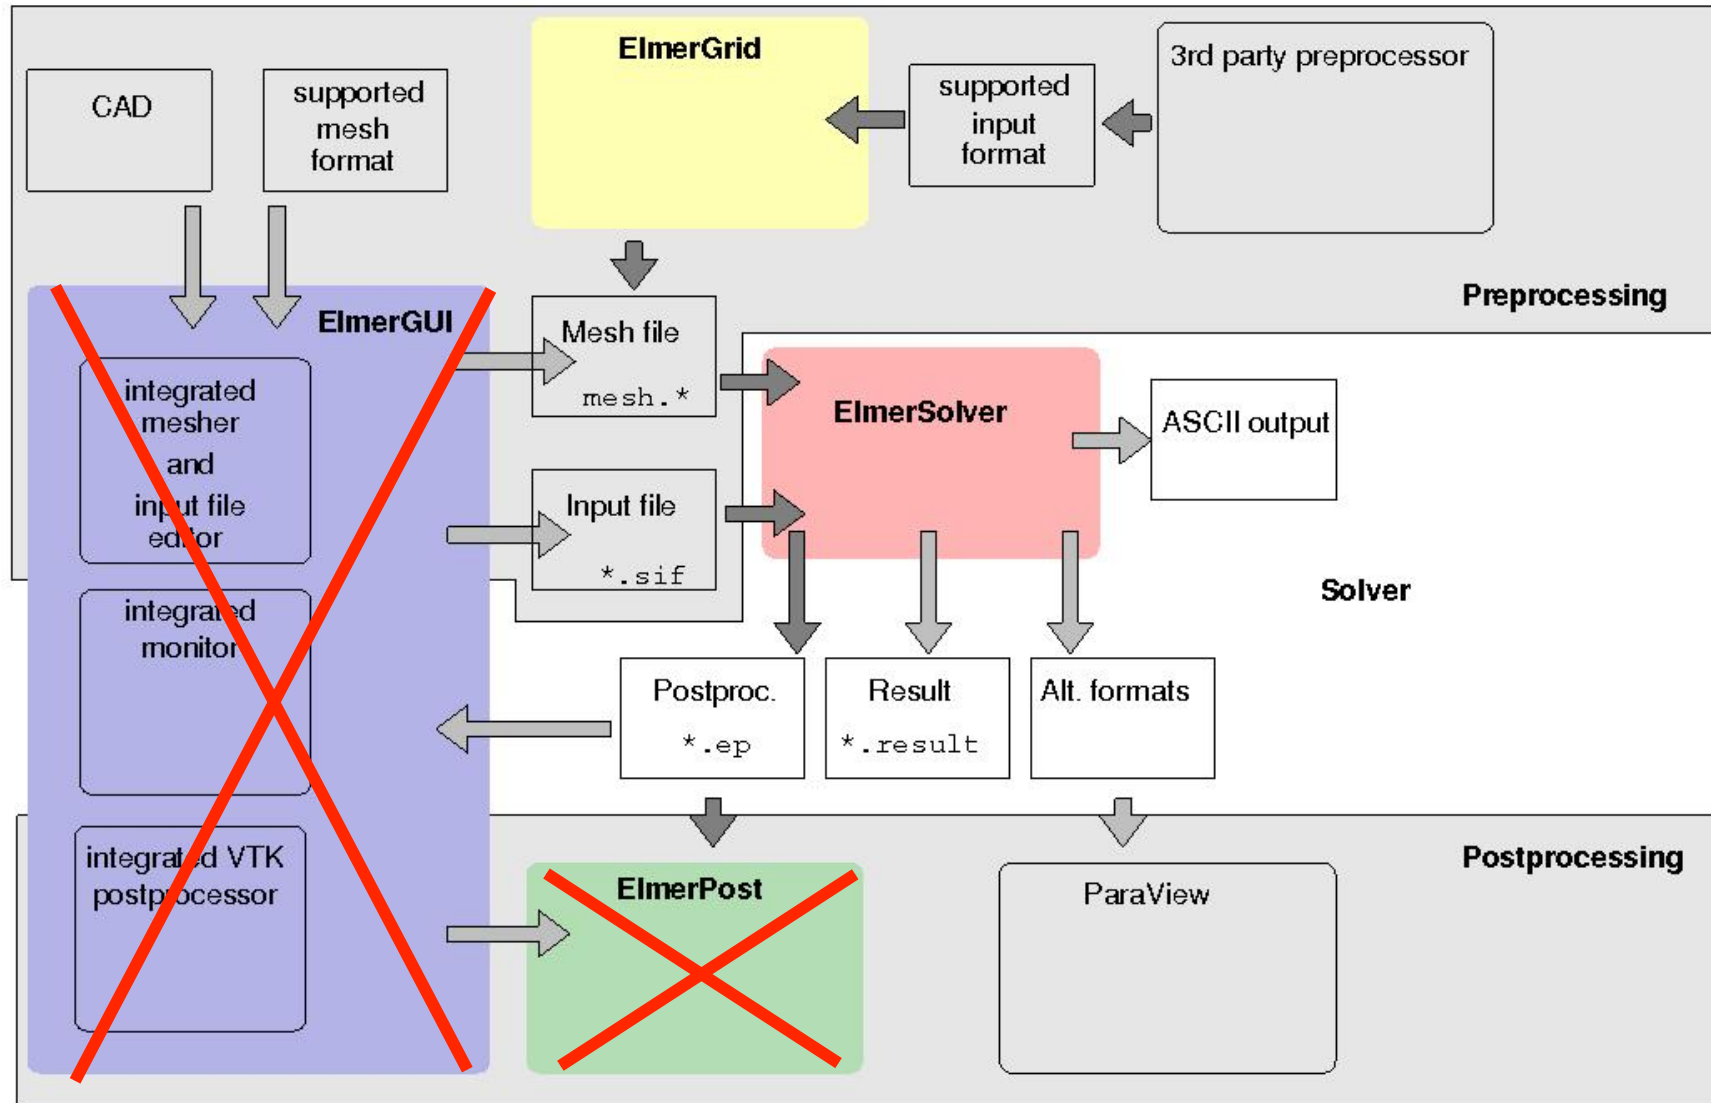 CAD
supported
mesh
format
ElmerGrid
supported
input
format
3rd party preprocessor
Preprocessing
ElmerGUI
integrated
mesher
and
input file
editor
integrated
monitor
integrated VTK
postprocessor
Mesh file
mesh.*
Input file
*.sif
ElmerSolver
ASCII output
Solver
Postproc.
*.ep
Result
*.result
Alt. formats
Postprocessing
ElmerPost
ParaView